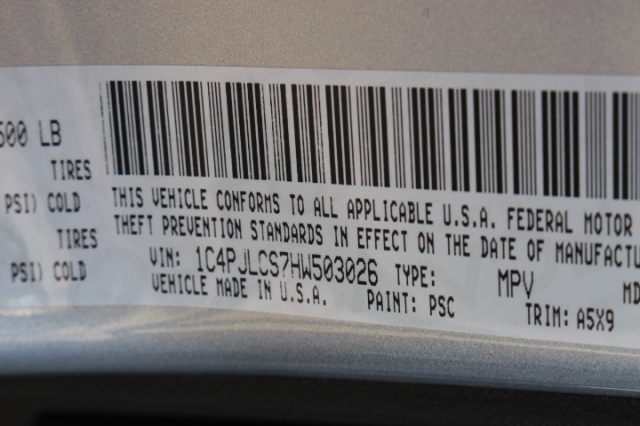 500 LB
TIRES
PSI) COLD
TIRES
PSI) COLD
THIS VEHICLE CONFORMS TO ALL APPLICABLE U.S.A. FEDERAL MOTOR
THEFT PREVENTION STANDARDS IN EFFECT ON THE DATE OF MANUFACTU
VIN: 1C4PJLCS7HW503026 TYPE: MPV MD
VEHICLE MADE IN U.S.A. PAINT: PSC TRIM: A5X9